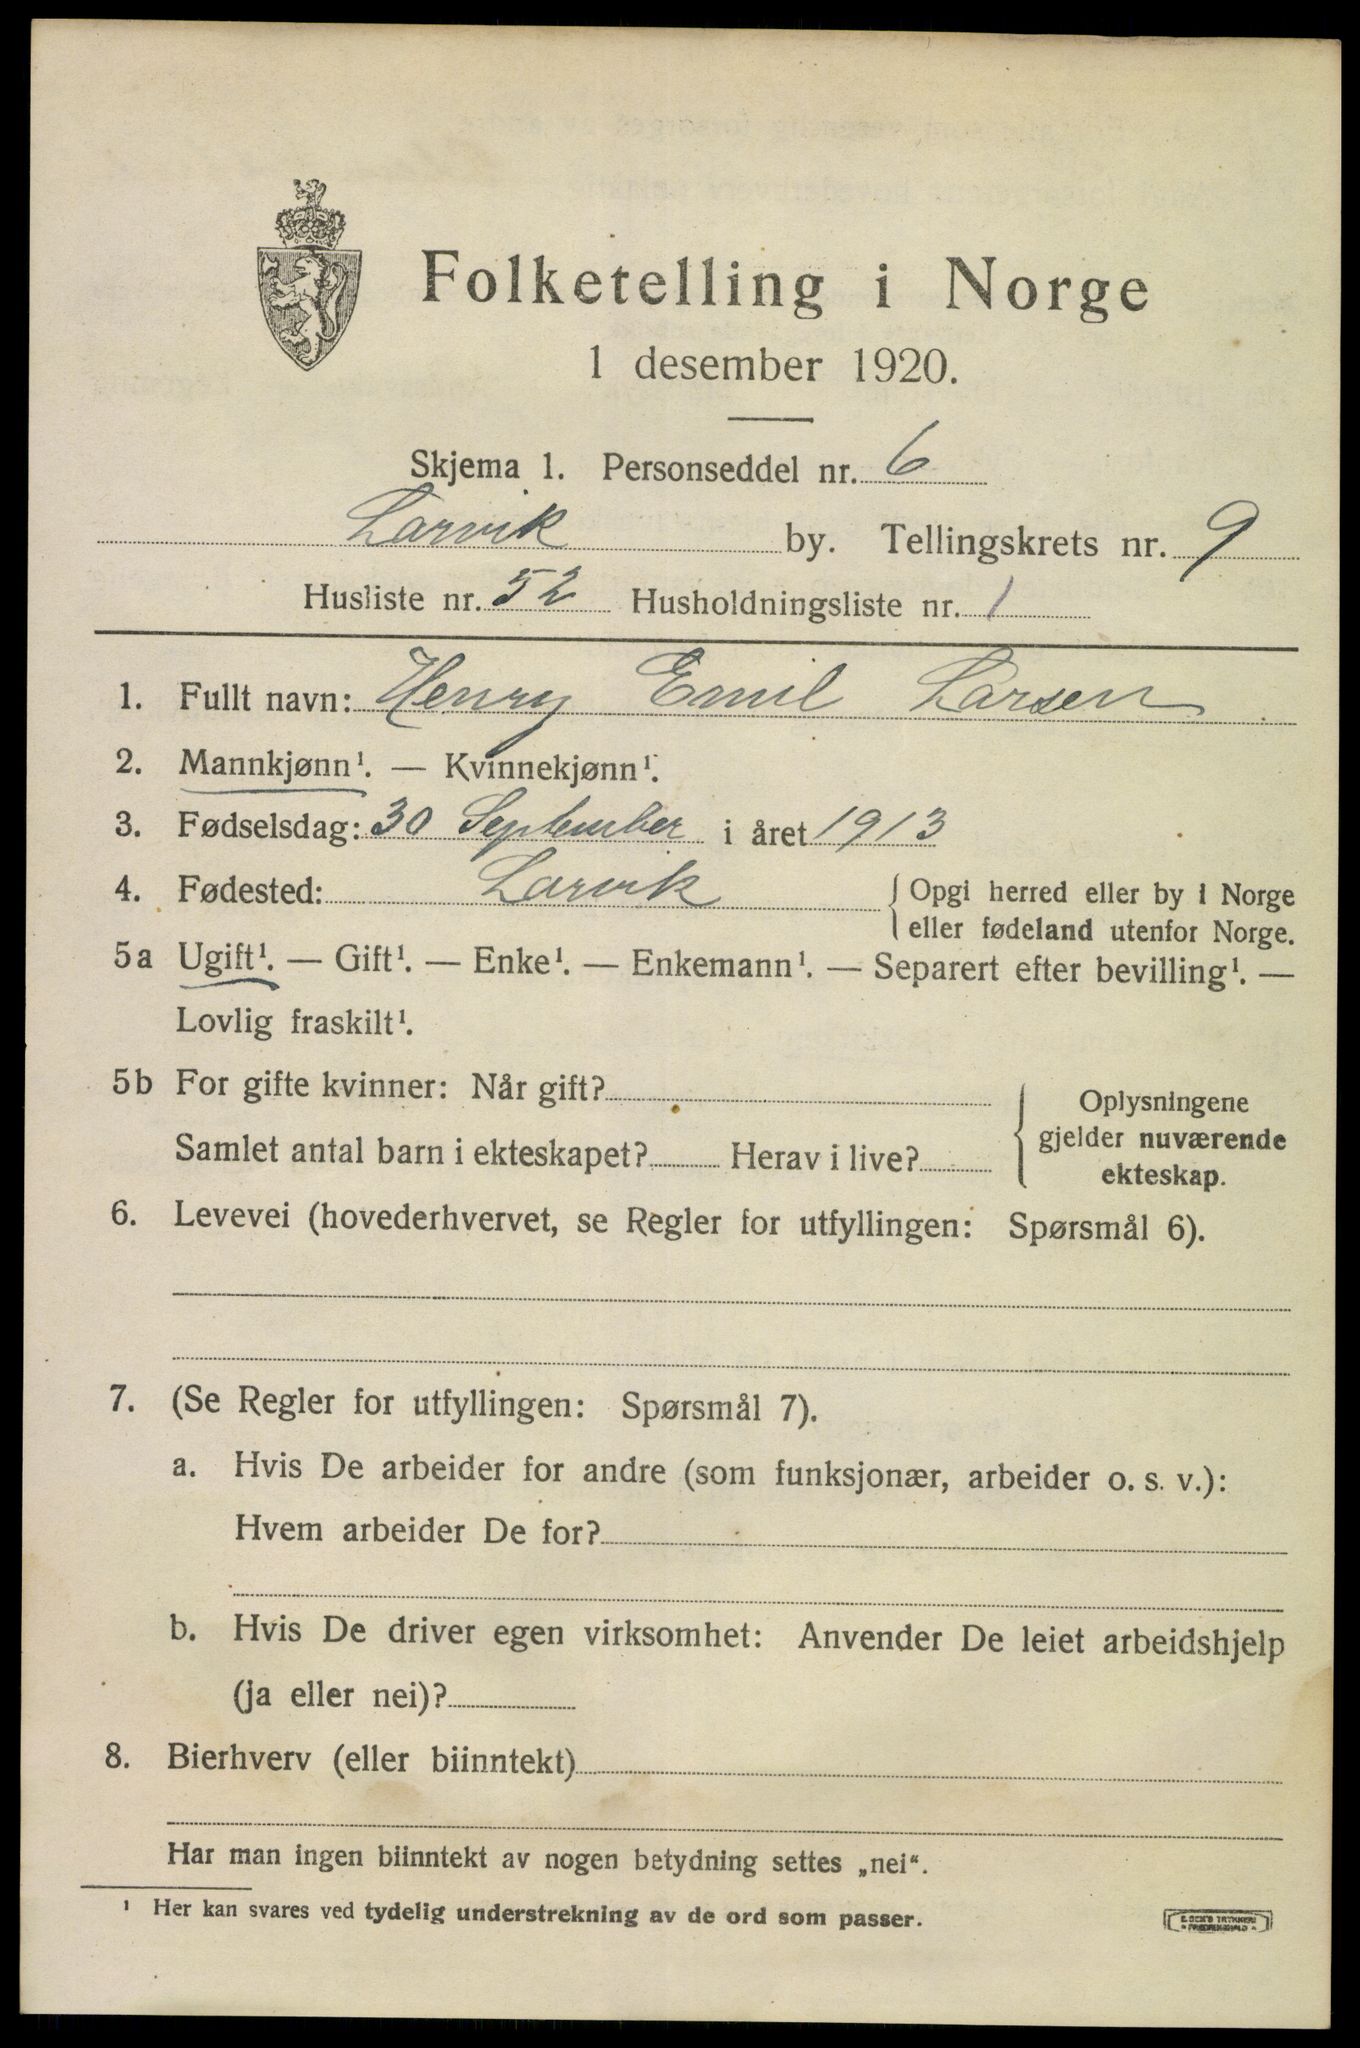 Folketelling i Norge
1 desember 1920.
Skjema 1. Personseddel nr. 6
Larvik by. Tellingskrets nr. 9
Husliste nr. 52 Husholdningsliste nr. 1
1. Fullt navn: Henry Emil Larsen
2. Mannkjønn¹. — Kvinnekjønn¹.
3. Fødselsdag: 30 September i året 1913
4. Fødested: Larvik { Opgi herred eller by i Norge
eller fødeland utenfor Norge.
5a Ugift¹. — Gift¹. — Enke¹. — Enkemann¹. — Separert efter bevilling¹. —
Lovlig fraskilt¹.
5b For gifte kvinner: Når gift?
Samlet antal barn i ekteskapet? Herav i live?
Oplysningene
gjelder nuværende
ekteskap.
6. Levevei (hovederhvervet, se Regler for utfyllingen: Spørsmål 6).
7. (Se Regler for utfyllingen: Spørsmål 7).
a. Hvis De arbeider for andre (som funksjonær, arbeider o. s. v.):
Hvem arbeider De for?
b. Hvis De driver egen virksomhet: Anvender De leiet arbeidshjelp
(ja eller nei)?
8. Bierhverv (eller biinntekt)
Har man ingen biinntekt av nogen betydning settes „nei“.
¹ Her kan svares ved tydelig understrekning av de ord som passer.